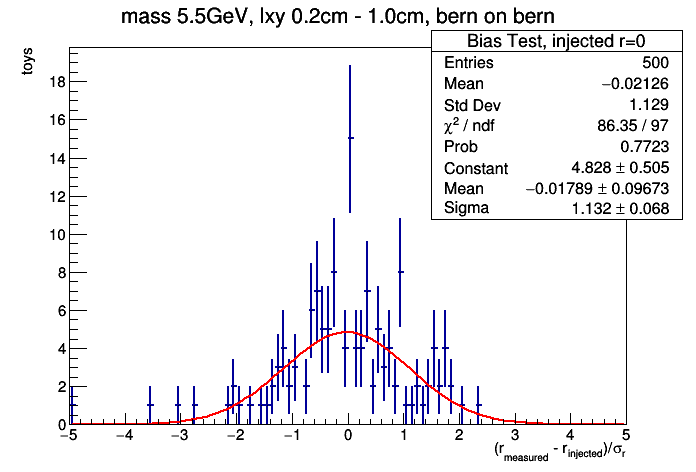 mass 5.5GeV, lxy 0.2cm - 1.0cm, bern on bern
toys
Bias Test, injected r=0
Entries 500
Mean −0.02126
Std Dev 1.129
χ² / ndf 86.35 / 97
Prob 0.7723
Constant 4.828 ± 0.505
Mean −0.01789 ± 0.09673
Sigma 1.132 ± 0.068
18
16
14
12
10
8
6
4
2
0
−5 −4 −3 −2 −1 0 1 2 3 4 5
(r_measured - r_injected)/σ_r